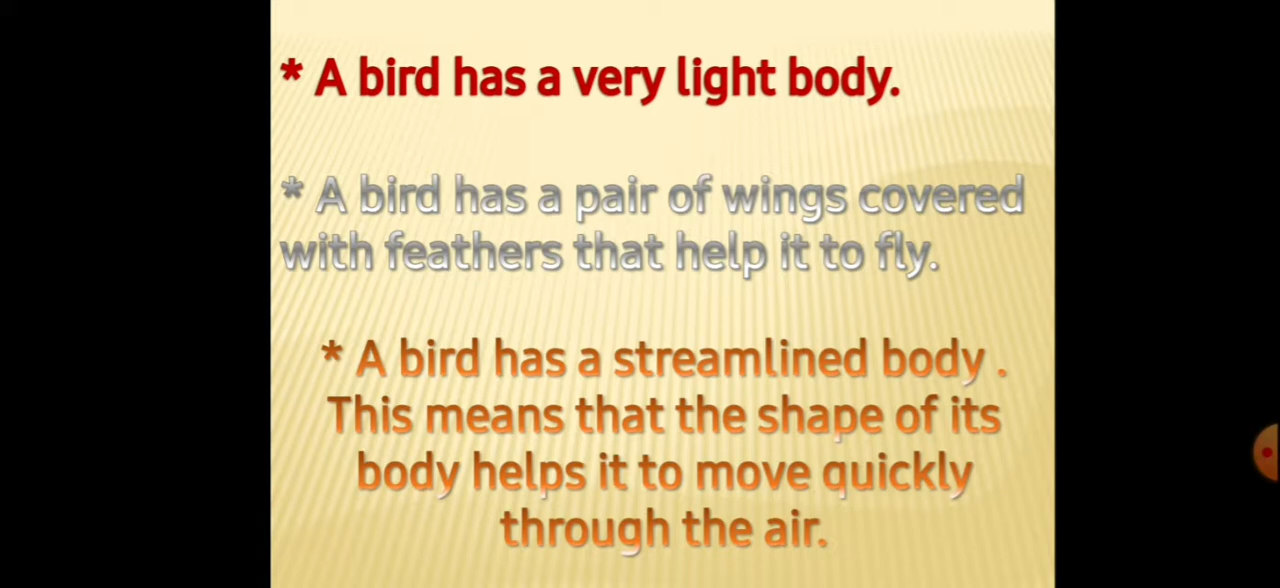 * A bird has a very light body.
* A bird has a pair of wings covered
with feathers that help it to fly.
* A bird has a streamlined body .
This means that the shape of its
body helps it to move quickly
through the air.